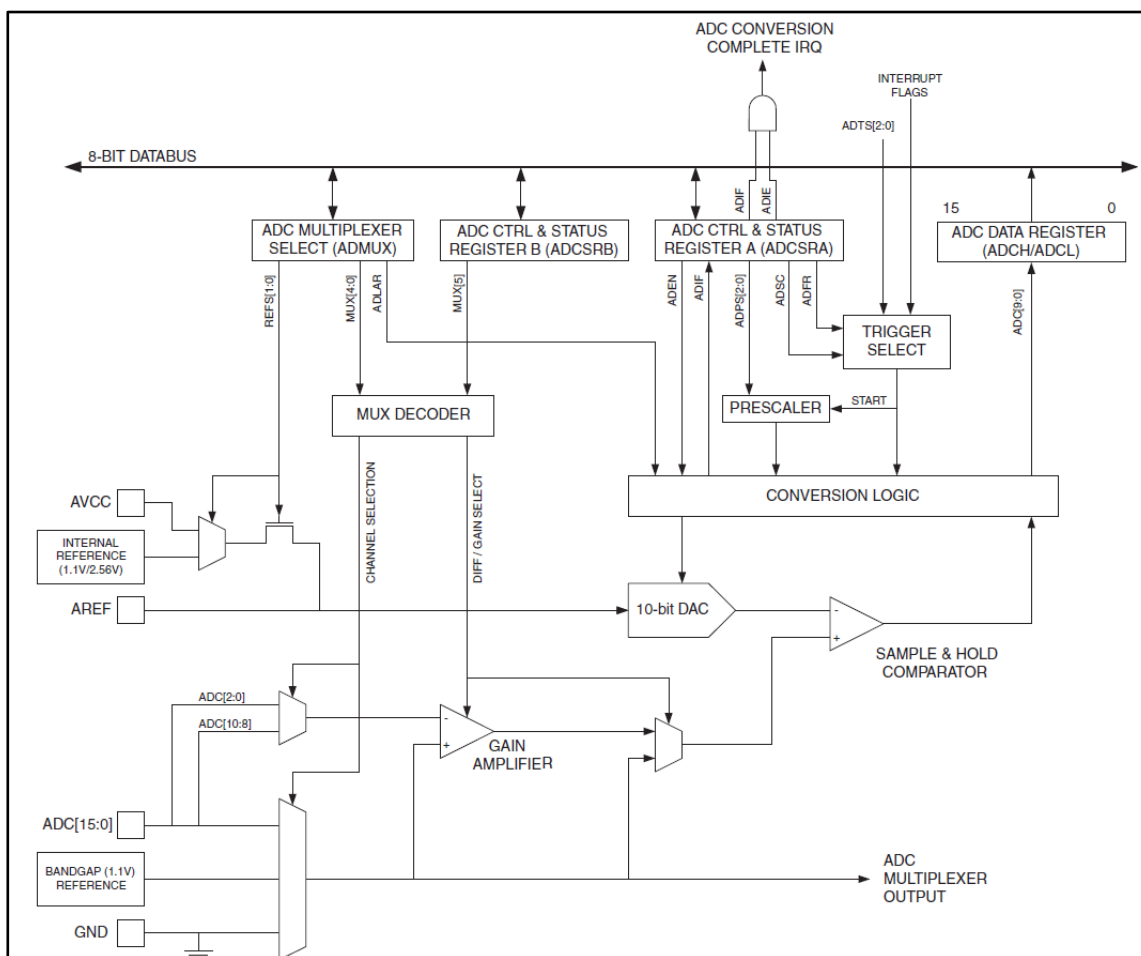 ADC CONVERSION
COMPLETE IRQ
INTERRUPT
FLAGS
ADTS[2:0]
8-BIT DATABUS
ADIF
ADIE
15
0
ADC MULTIPLEXER
SELECT (ADMUX)
ADC CTRL & STATUS
REGISTER B (ADCSRB)
ADC CTRL & STATUS
REGISTER A (ADCSRA)
ADC DATA REGISTER
(ADCH/ADCL)
REFS[1:0]
MUX[4:0]
ADLAR
MUX[5]
ADEN
ADIF
ADPS[2:0]
ADSC
ADFR
ADC[9:0]
TRIGGER
SELECT
MUX DECODER
PRESCALER
START
CHANNEL SELECTION
DIFF / GAIN SELECT
AVCC
CONVERSION LOGIC
INTERNAL
REFERENCE
(1.1V/2.56V)
AREF
10-bit DAC
-
+
SAMPLE & HOLD
COMPARATOR
ADC[2:0]
ADC[10:8]
-
+
GAIN
AMPLIFIER
ADC[15:0]
BANDGAP (1.1V)
REFERENCE
ADC
MULTIPLEXER
OUTPUT
GND